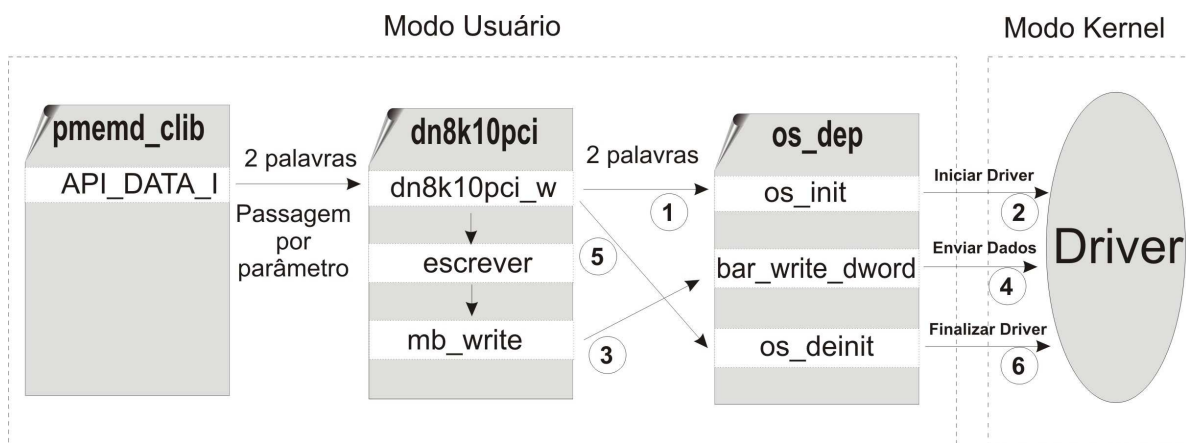 Modo Usuário
Modo Kernel
pmemd_clib
API_DATA_I
2 palavras
Passagem
por
parâmetro
dn8k10pci
dn8k10pci_w
escrever
mb_write
2 palavras
1
5
3
os_dep
os_init
bar_write_dword
os_deinit
Iniciar Driver
2
Enviar Dados
4
Finalizar Driver
6
Driver